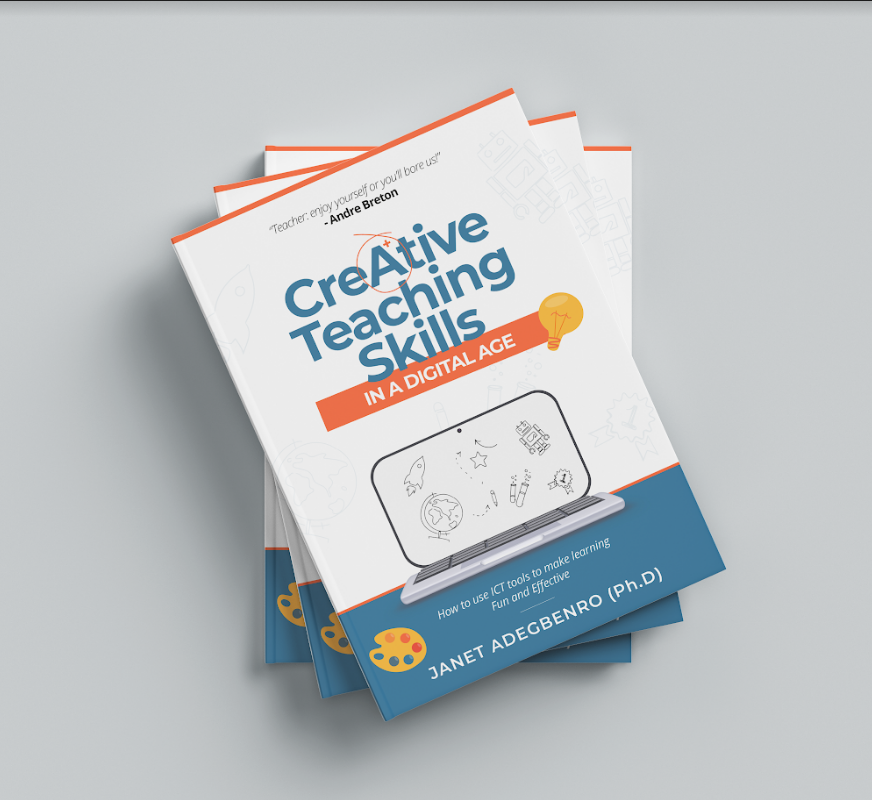 "Teacher: enjoy yourself or you'll bore us!"
- Andre Breton
CreAtive
Teaching
Skills
IN A DIGITAL AGE
1
How to use ICT tools to make learning
Fun and Effective
JANET ADEGBENRO (Ph.D)